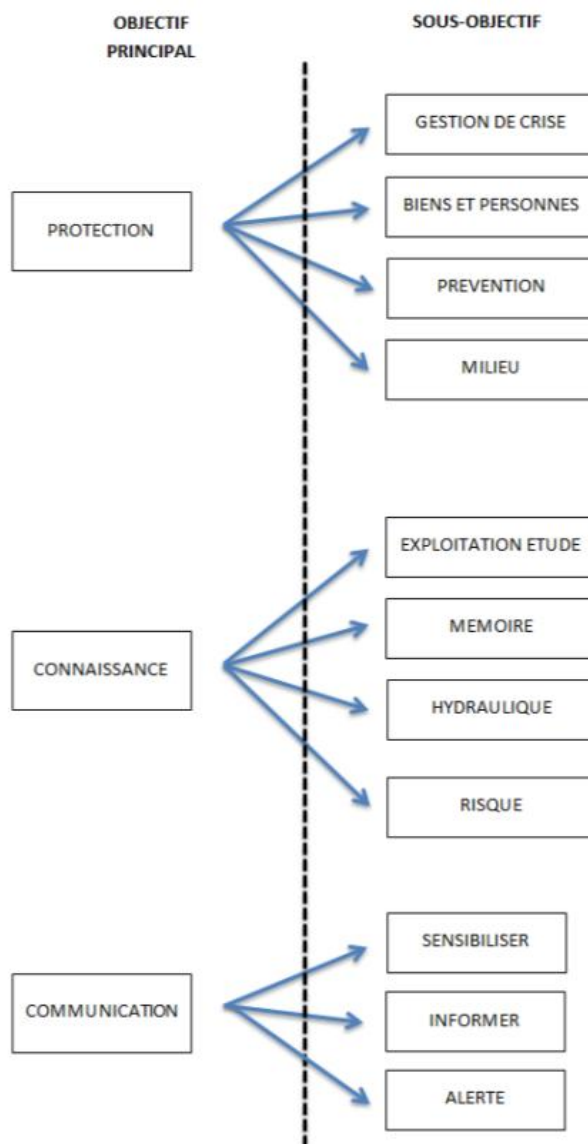 OBJECTIF
PRINCIPAL
SOUS-OBJECTIF
PROTECTION
GESTION DE CRISE
BIENS ET PERSONNES
PREVENTION
MILIEU
CONNAISSANCE
EXPLOITATION ETUDE
MEMOIRE
HYDRAULIQUE
RISQUE
COMMUNICATION
SENSIBILISER
INFORMER
ALERTE